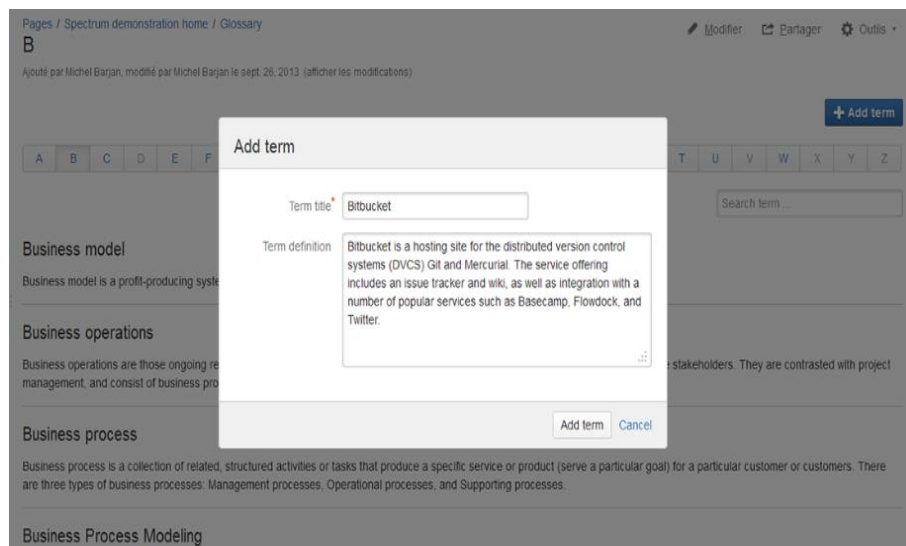 Pages / Spectrum demonstration home / Glossary
B
Modifier Partager Outils
Ajouté par Michel Barjan, modifié par Michel Barjan le sept. 26, 2013 (afficher les modifications)
+ Add term
A B C D E F T U V W X Y Z
Search term ...
Add term
Term title*
Bitbucket
Term definition
Bitbucket is a hosting site for the distributed version control
systems (DVCS) Git and Mercurial. The service offering
includes an issue tracker and wiki, as well as integration with a
number of popular services such as Basecamp, Flowdock, and
Twitter.
Add term Cancel
Business model
Business model is a profit-producing syste
Business operations
Business operations are those ongoing re stakeholders. They are contrasted with project
management, and consist of business pro
Business process
Business process is a collection of related, structured activities or tasks that produce a specific service or product (serve a particular goal) for a particular customer or customers. There
are three types of business processes: Management processes, Operational processes, and Supporting processes.
Business Process Modeling